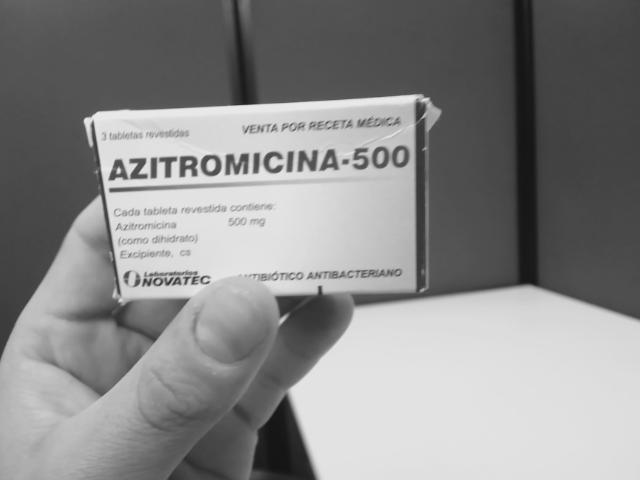 3 tabletas revestidas
VENTA POR RECETA MÉDICA
AZITROMICINA-500
Cada tableta revestida contiene:
Azitromicina 500 mg
(como dihidrato)
Excipiente, cs
Laboratorios
NOVATEC
ANTIBACTERIANO